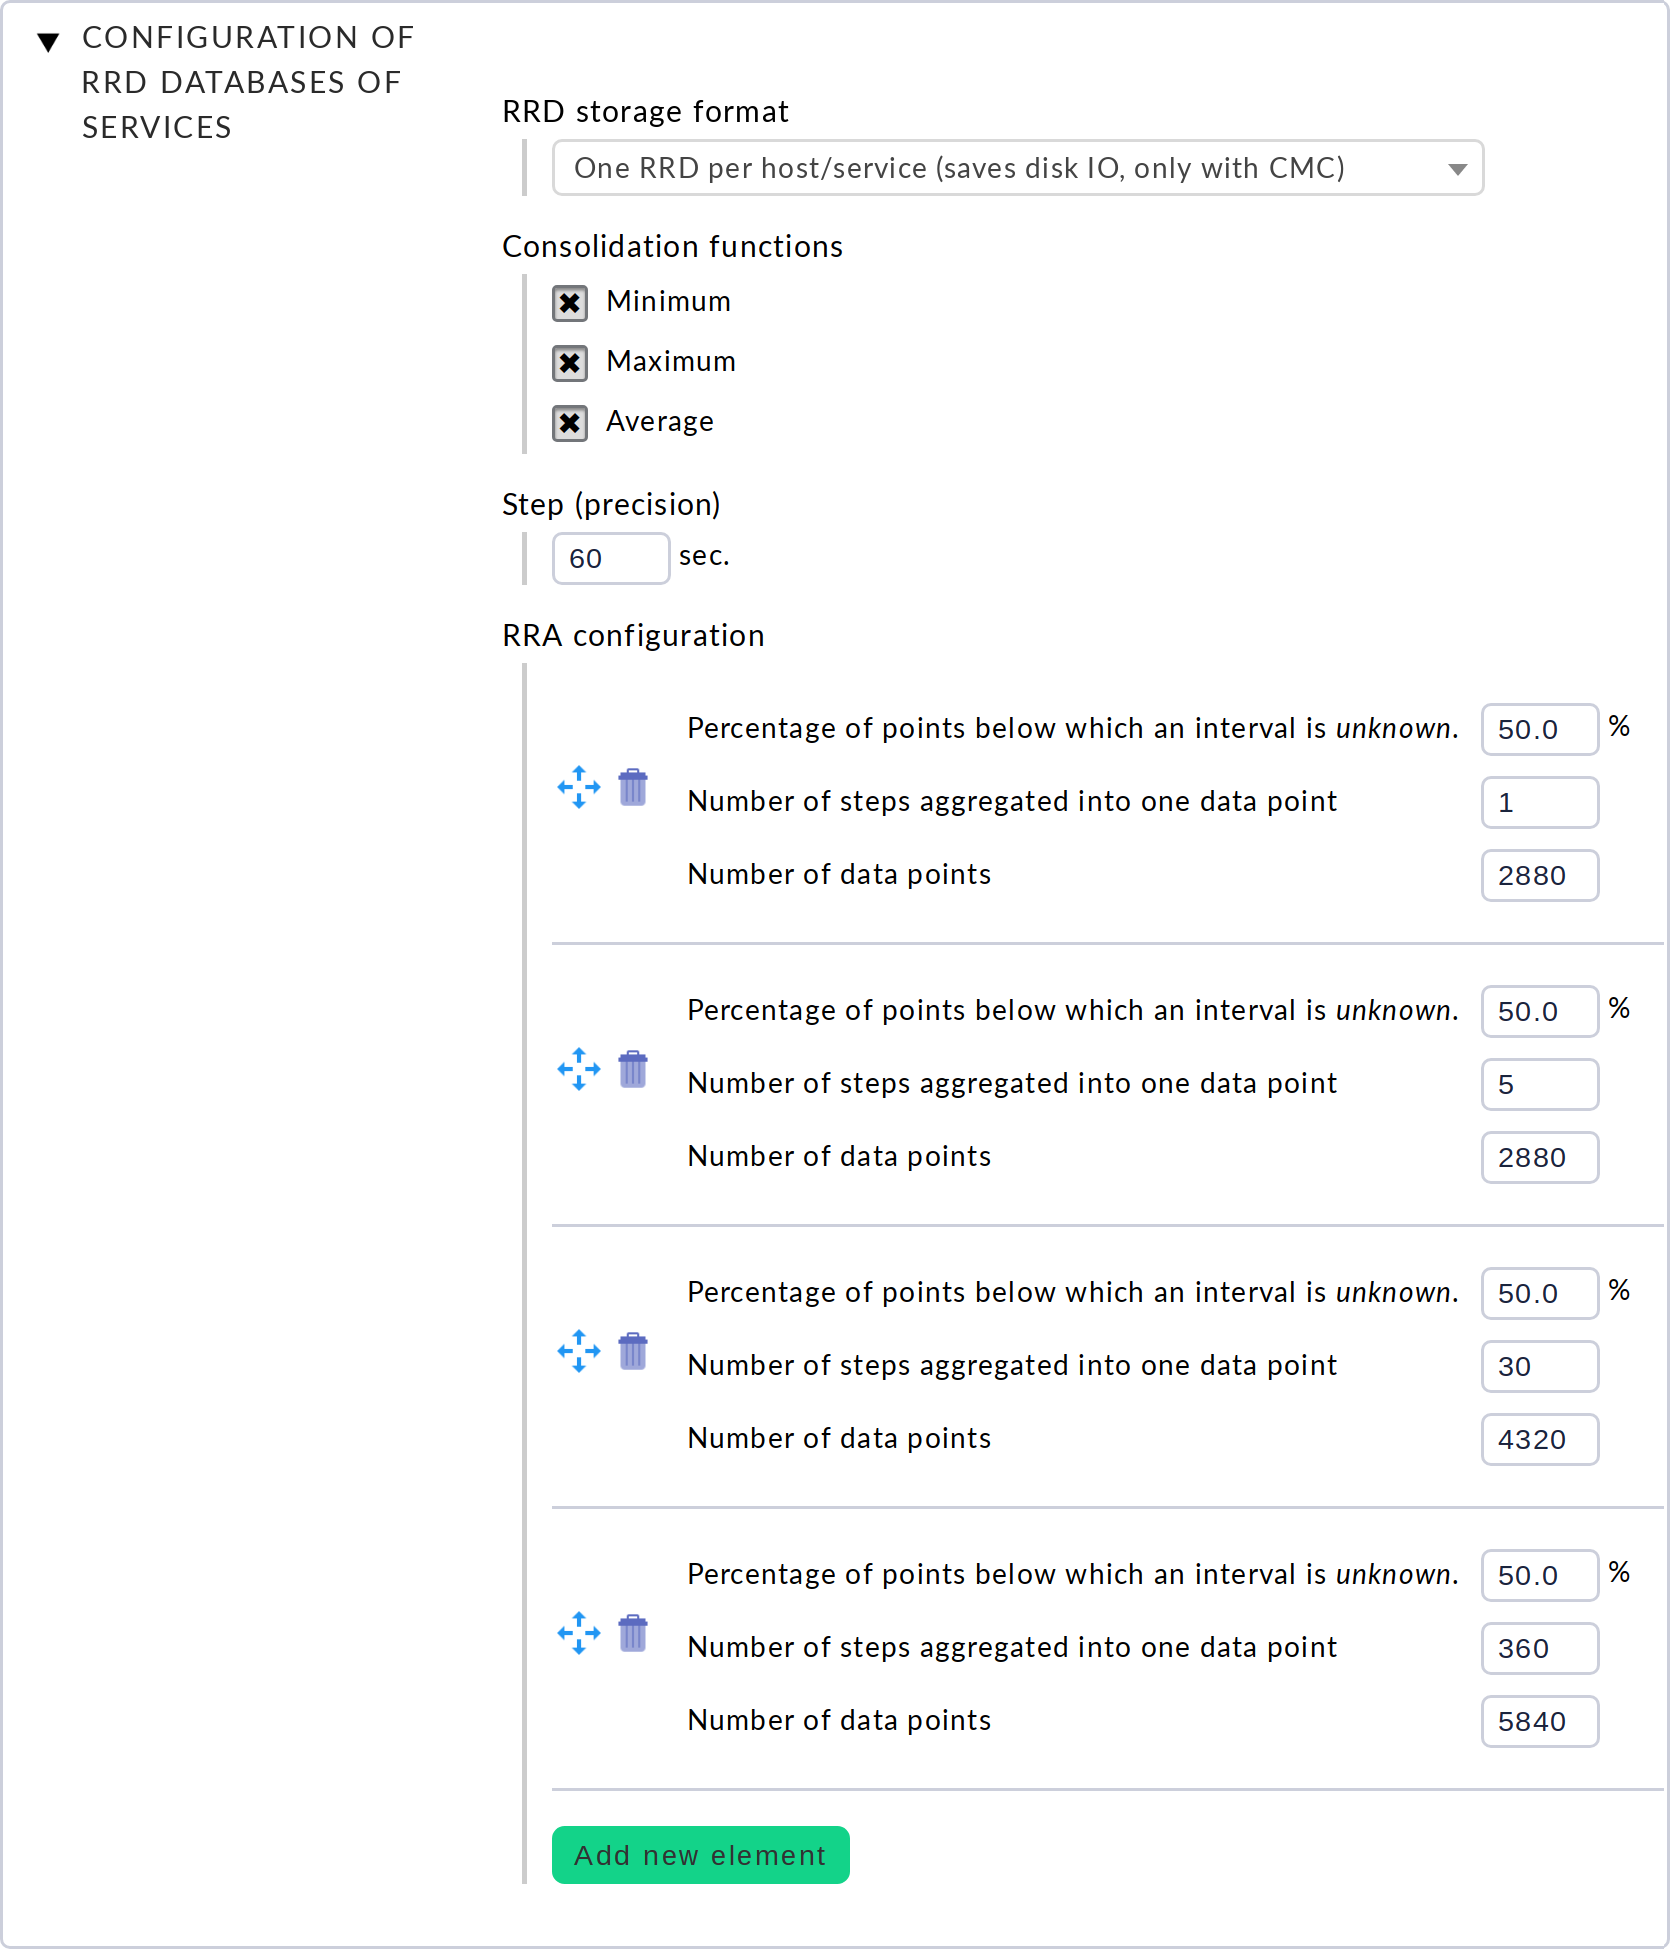 CONFIGURATION OF
RRD DATABASES OF
SERVICES
RRD storage format
One RRD per host/service (saves disk IO, only with CMC)
Consolidation functions
Minimum
Maximum
Average
Step (precision)
60 sec.
RRA configuration
Percentage of points below which an interval is unknown. 50.0 %
Number of steps aggregated into one data point 1
Number of data points 2880
Percentage of points below which an interval is unknown. 50.0 %
Number of steps aggregated into one data point 5
Number of data points 2880
Percentage of points below which an interval is unknown. 50.0 %
Number of steps aggregated into one data point 30
Number of data points 4320
Percentage of points below which an interval is unknown. 50.0 %
Number of steps aggregated into one data point 360
Number of data points 5840
Add new element